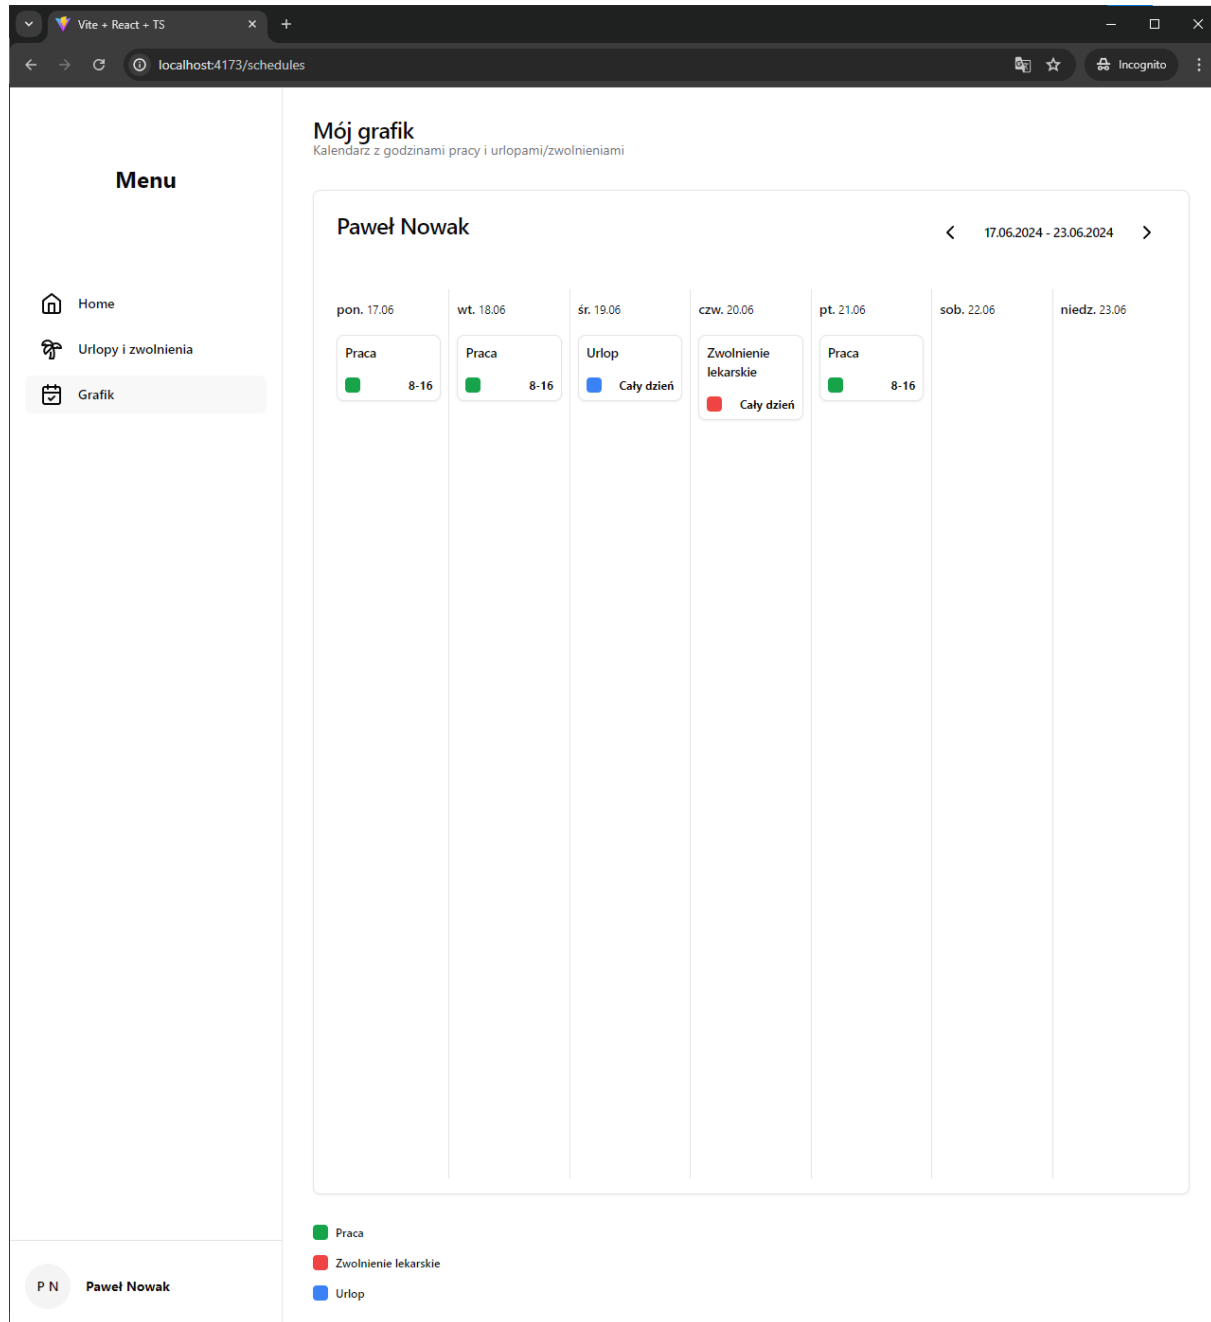 Vite + React + TS
localhost:4173/schedules
Incognito
Menu
Home
Urlopy i zwolnienia
Grafik
P N
Paweł Nowak
Mój grafik
Kalendarz z godzinami pracy i urlopami/zwolnieniami
Paweł Nowak
17.06.2024 - 23.06.2024
pon. 17.06
Praca
8-16
wt. 18.06
Praca
8-16
śr. 19.06
Urlop
Cały dzień
czw. 20.06
Zwolnienie
lekarskie
Cały dzień
pt. 21.06
Praca
8-16
sob. 22.06
niedz. 23.06
Praca
Zwolnienie lekarskie
Urlop